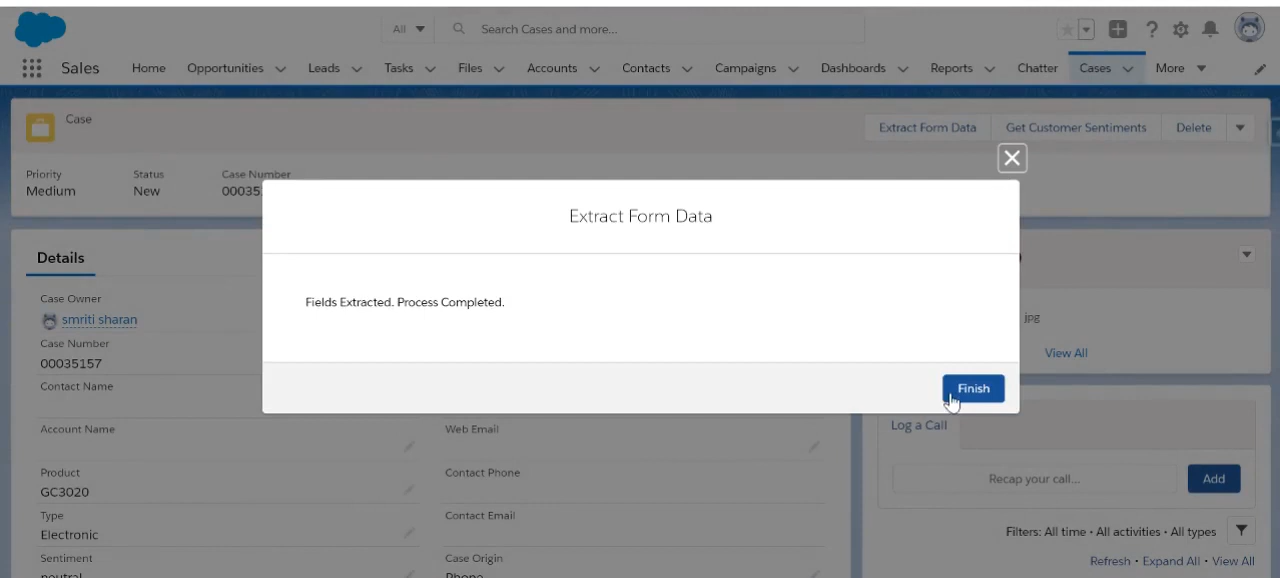 All
Search Cases and more...
Sales
Home
Opportunities
Leads
Tasks
Files
Accounts
Contacts
Campaigns
Dashboards
Reports
Chatter
Cases
More
Case
Extract Form Data
Get Customer Sentiments
Delete
Priority
Status
Case Number
Medium
New
00035
Extract Form Data
Fields Extracted. Process Completed.
Finish
Details
Case Owner
smriti sharan
Case Number
00035157
Contact Name
Account Name
Product
GC3020
Type
Electronic
Sentiment
neutral
Web Email
Contact Phone
Contact Email
Case Origin
Phone
jpg
View All
Log a Call
Recap your call...
Add
Filters: All time • All activities • All types
Refresh • Expand All • View All